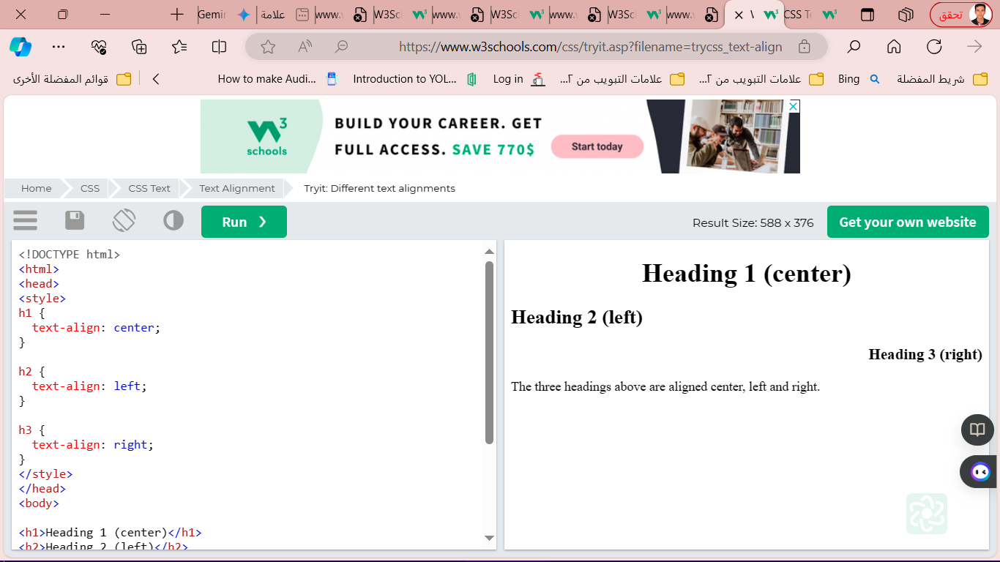 Gemir
علامة
www.
W3Sc
www.
W3Sc
www.
W3Sc
www.
CSS T
تحقق
https://www.w3schools.com/css/tryit.asp?filename=trycss_text-align
قوائم المفضلة الأخرى
How to make Audi...
Introduction to YOL...
Log in
علامات التبويب من ٢...
علامات التبويب من ٢...
Bing
شريط المفضلة
w3
schools
BUILD YOUR CAREER. GET
FULL ACCESS. SAVE 770$
Start today
Home
CSS
CSS Text
Text Alignment
Tryit: Different text alignments
Run ❯
Result Size: 588 x 376
Get your own website
<!DOCTYPE html>
<html>
<head>
<style>
h1 {
  text-align: center;
}
h2 {
  text-align: left;
}
h3 {
  text-align: right;
}
</style>
</head>
<body>
<h1>Heading 1 (center)</h1>
<h2>Heading 2 (left)</h2>
Heading 1 (center)
Heading 2 (left)
Heading 3 (right)
The three headings above are aligned center, left and right.